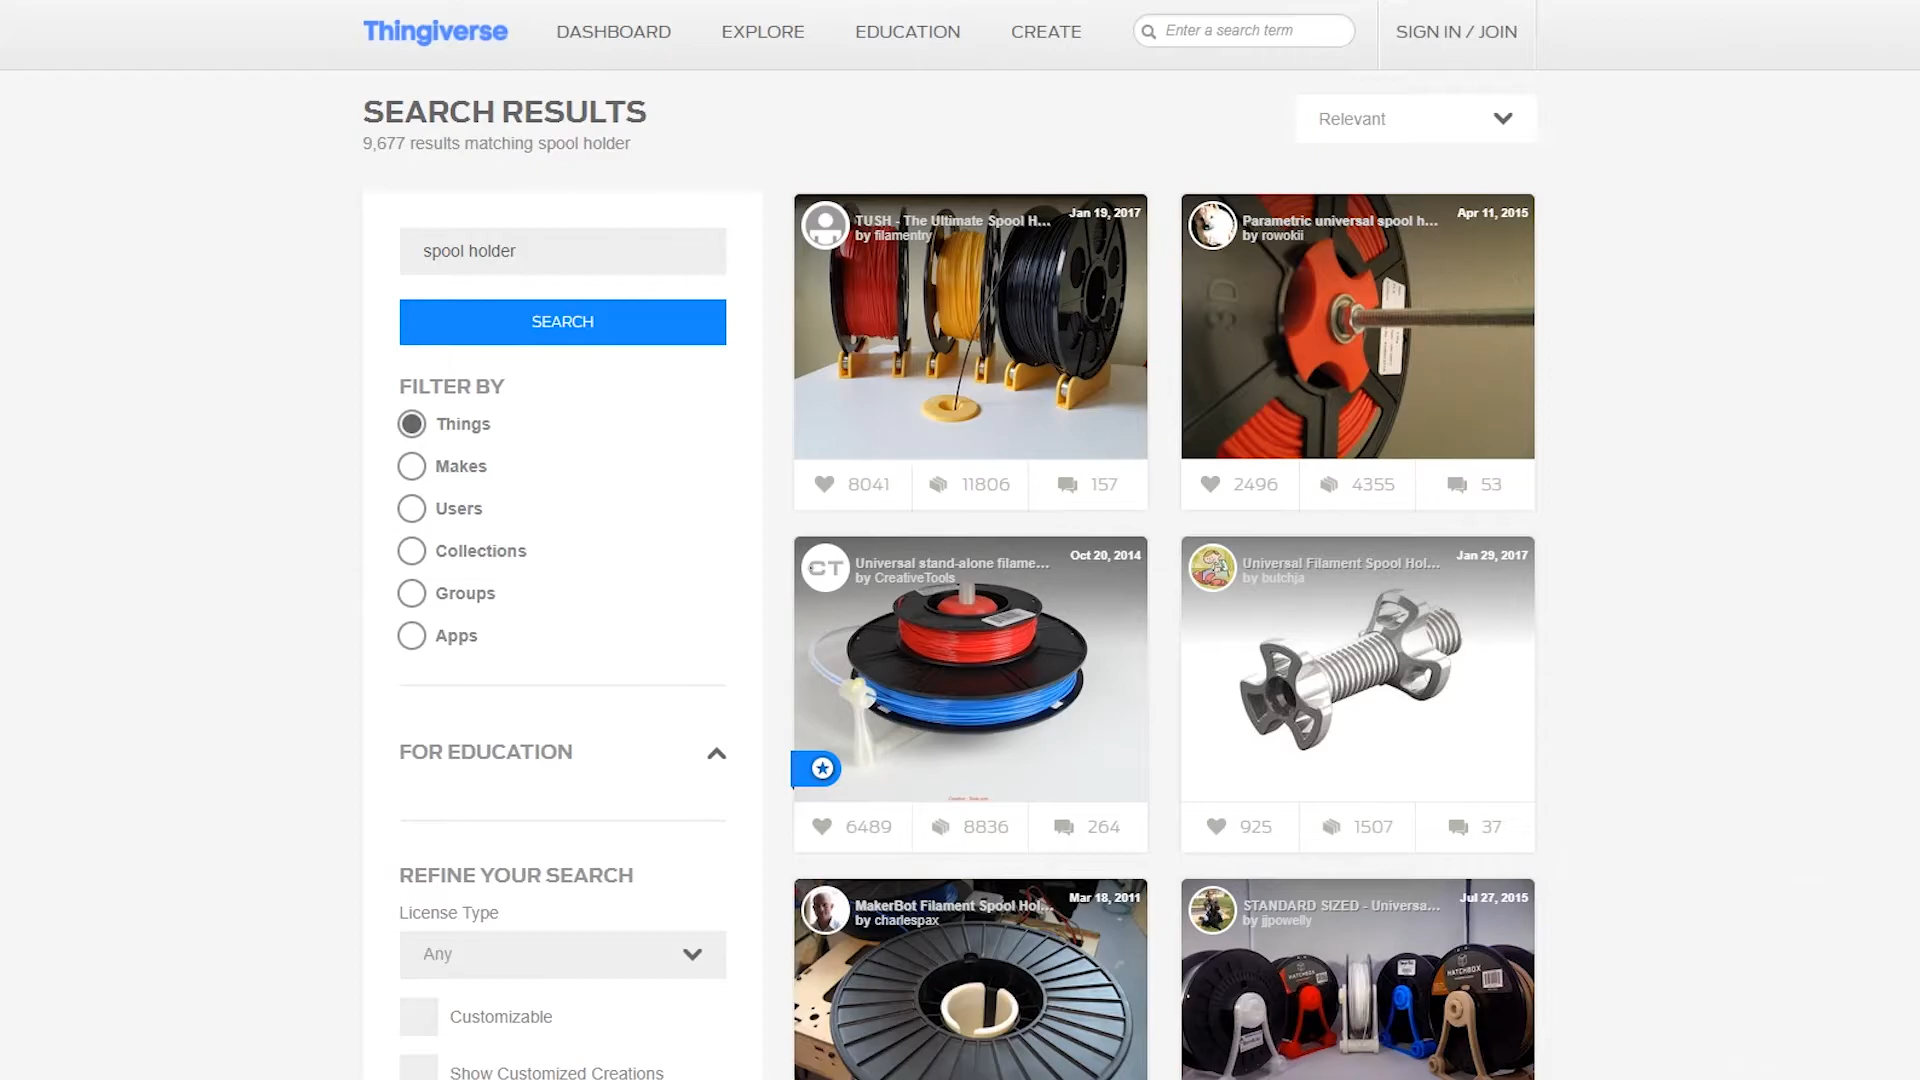 Thingiverse
DASHBOARD
EXPLORE
EDUCATION
CREATE
Enter a search term
SIGN IN / JOIN
SEARCH RESULTS
9,677 results matching spool holder
Relevant
spool holder
SEARCH
FILTER BY
Things
Makes
Users
Collections
Groups
Apps
FOR EDUCATION
REFINE YOUR SEARCH
License Type
Any
Customizable
Show Customized Creations
TUSH - The Ultimate Spool H...
Jan 19, 2017
by filamentry
8041
11806
157
Parametric universal spool h...
Apr 11, 2015
by rowokii
3D
2496
4355
53
CT
Universal stand-alone filame...
Oct 20, 2014
by CreativeTools
6489
8836
264
Universal Filament Spool Hol...
Jan 29, 2017
by butchja
925
1507
37
MakerBot Filament Spool Hol...
Mar 18, 2011
by charlespax
STANDARD SIZED - Universa...
Jul 27, 2015
by jjpowelly
HATCHBOX
HATCHBOX